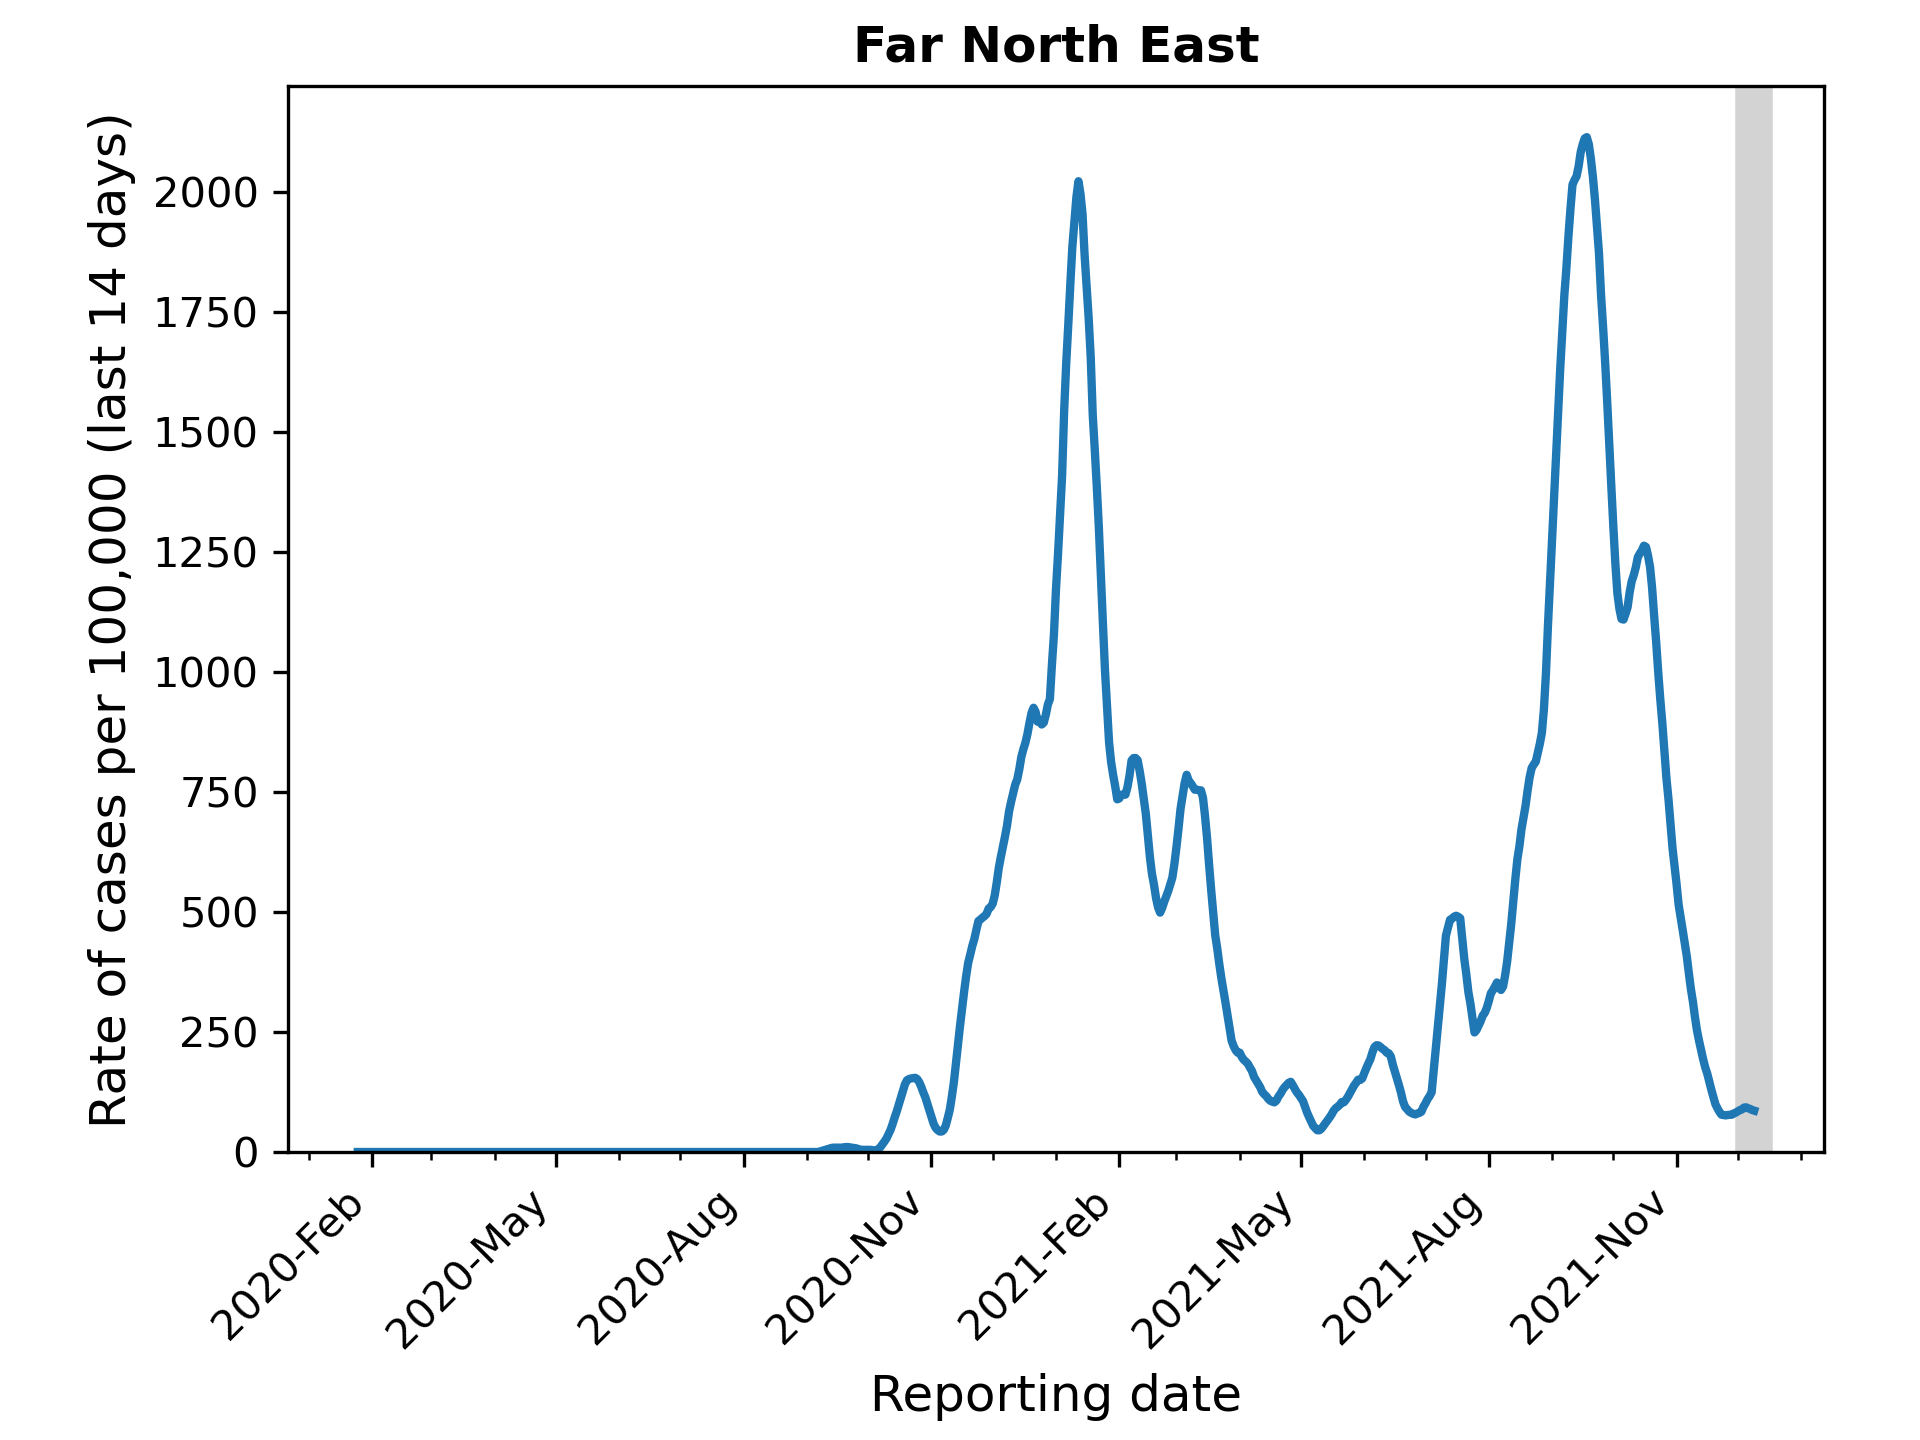 Far North East
Rate of cases per 100,000 (last 14 days)
2000
1750
1500
1250
1000
750
500
250
0
2020-Feb
2020-May
2020-Aug
2020-Nov
2021-Feb
2021-May
2021-Aug
2021-Nov
Reporting date